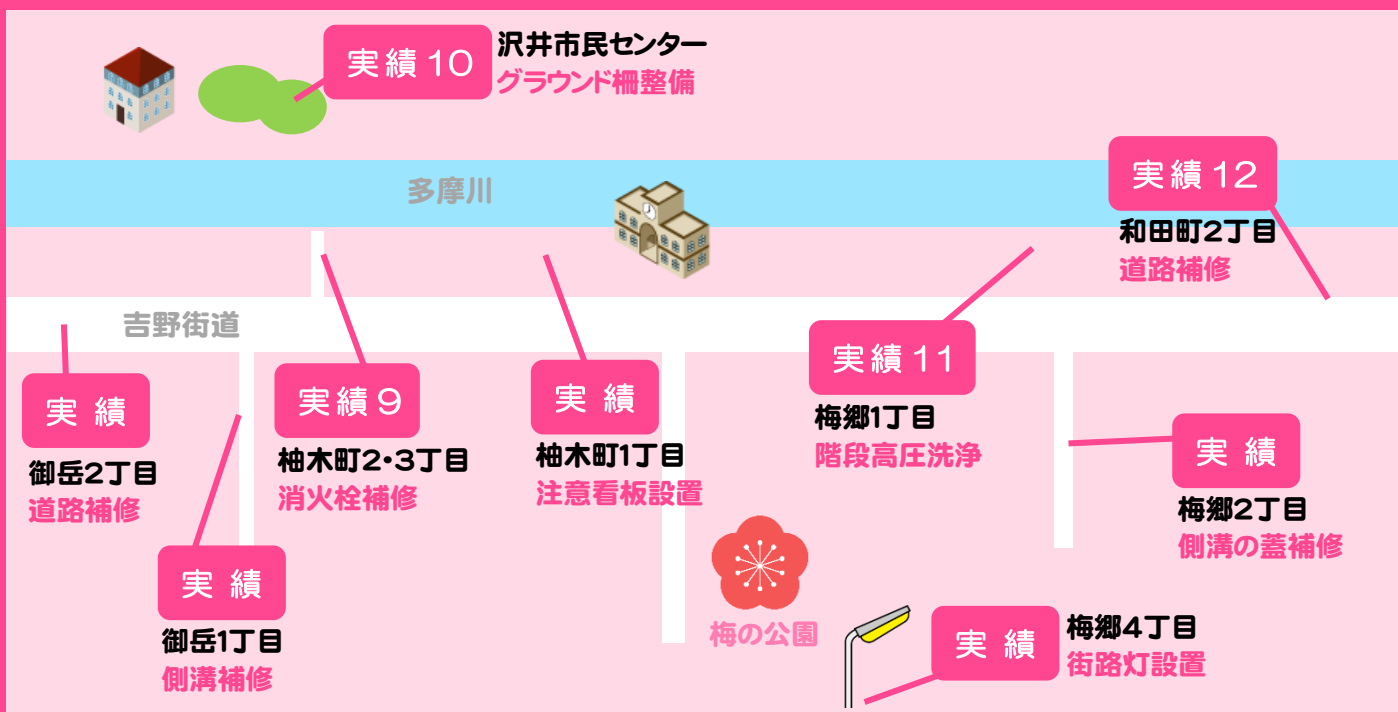 実績10
沢井市民センター
グラウンド柵整備
多摩川
実績12
和田町2丁目
道路補修
吉野街道
実績
御岳2丁目
道路補修
実績9
柚木町2・3丁目
消火栓補修
実績
柚木町1丁目
注意看板設置
実績11
梅郷1丁目
階段高圧洗浄
実績
梅郷2丁目
側溝の蓋補修
実績
御岳1丁目
側溝補修
梅の公園
実績
梅郷4丁目
街路灯設置